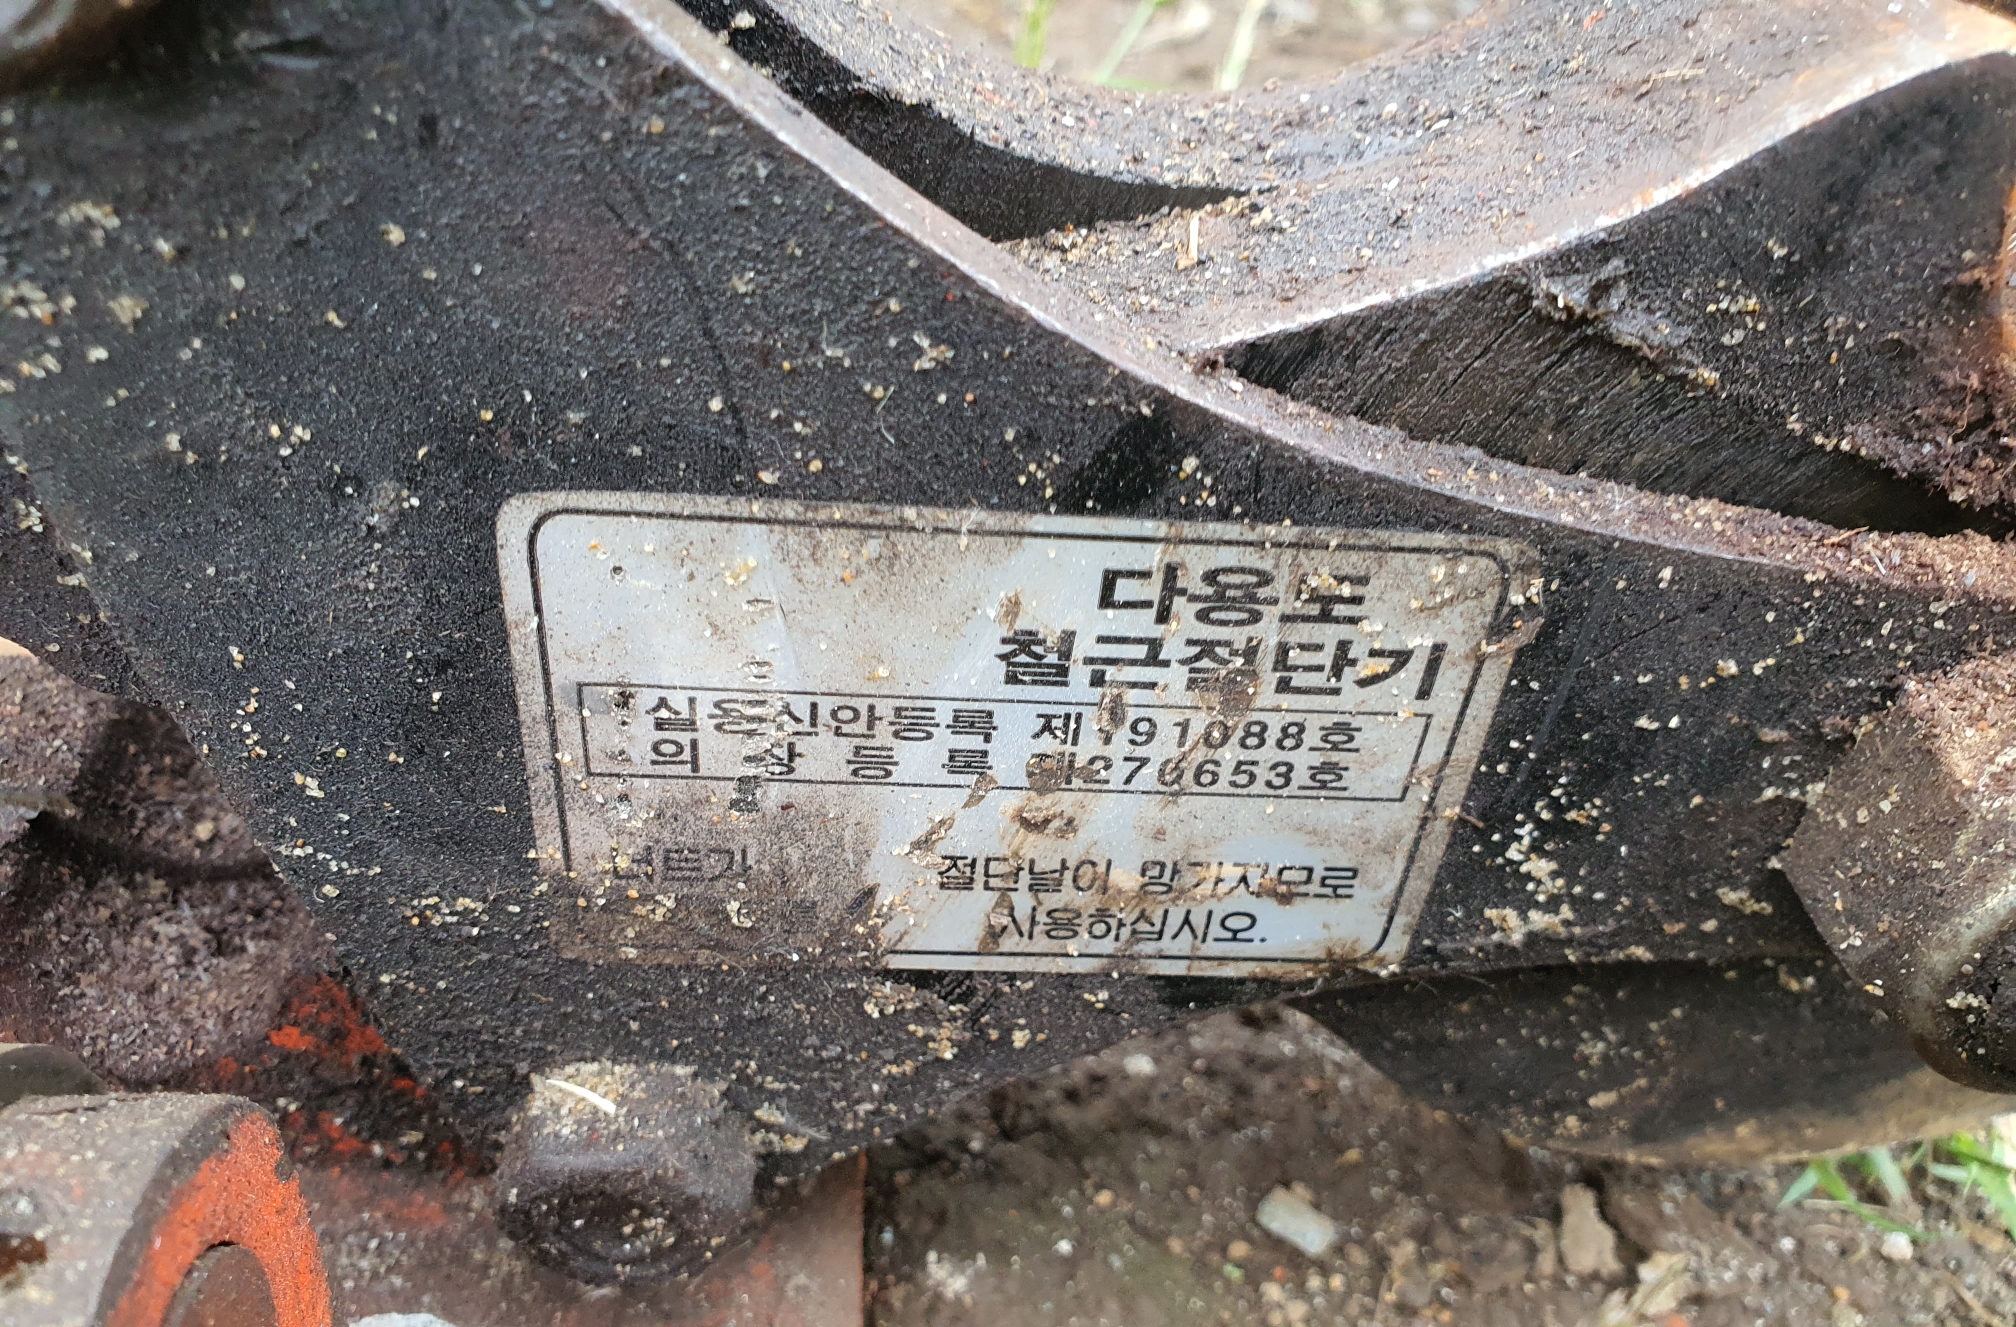 다용도
철근절단기
실용신안등록 제191088호
의 장 등 록 제270653호
너트가 절단날이 망가지므로
사용하십시오.